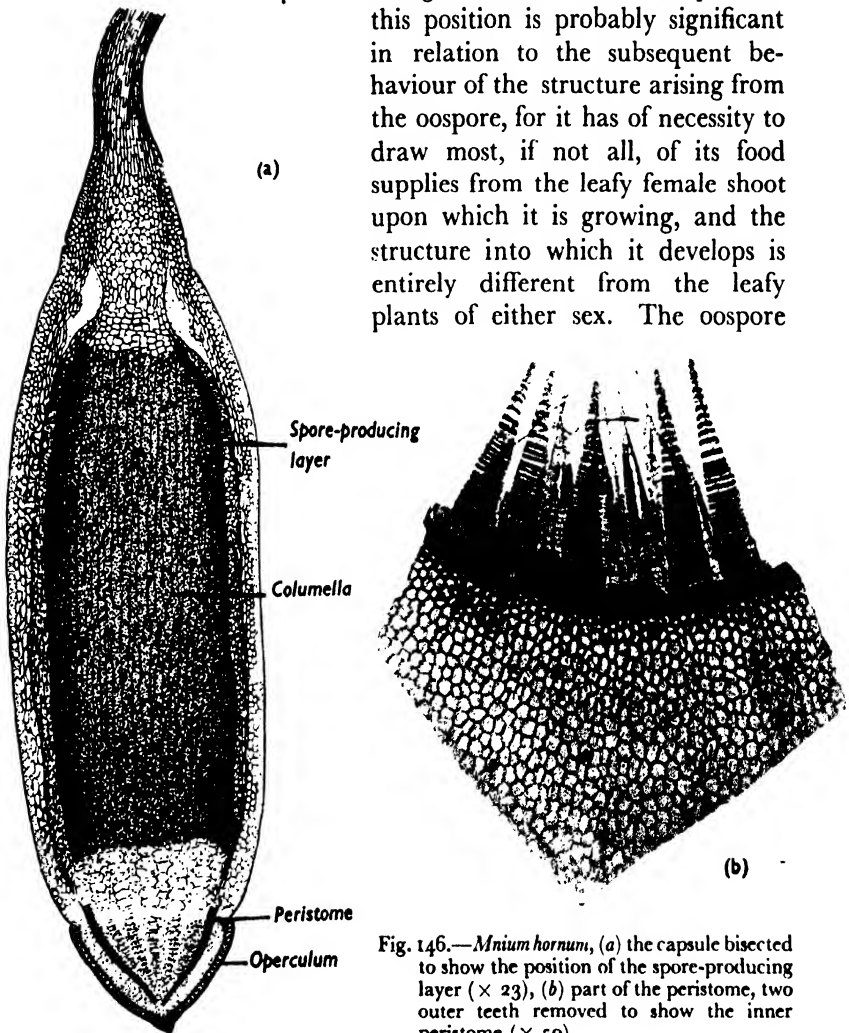 this position is probably significant
in relation to the subsequent be-
haviour of the structure arising from
the oospore, for it has of necessity to
draw most, if not all, of its food
supplies from the leafy female shoot
upon which it is growing, and the
structure into which it develops is
entirely different from the leafy
plants of either sex. The oospore
(a)
Spore-producing
layer
Columella
Peristome
Operculum
(b)
Fig. 146.—Mnium hornum, (a) the capsule bisected
to show the position of the spore-producing
layer (× 23), (b) part of the peristome, two
outer teeth removed to show the inner
peristome (× 50)